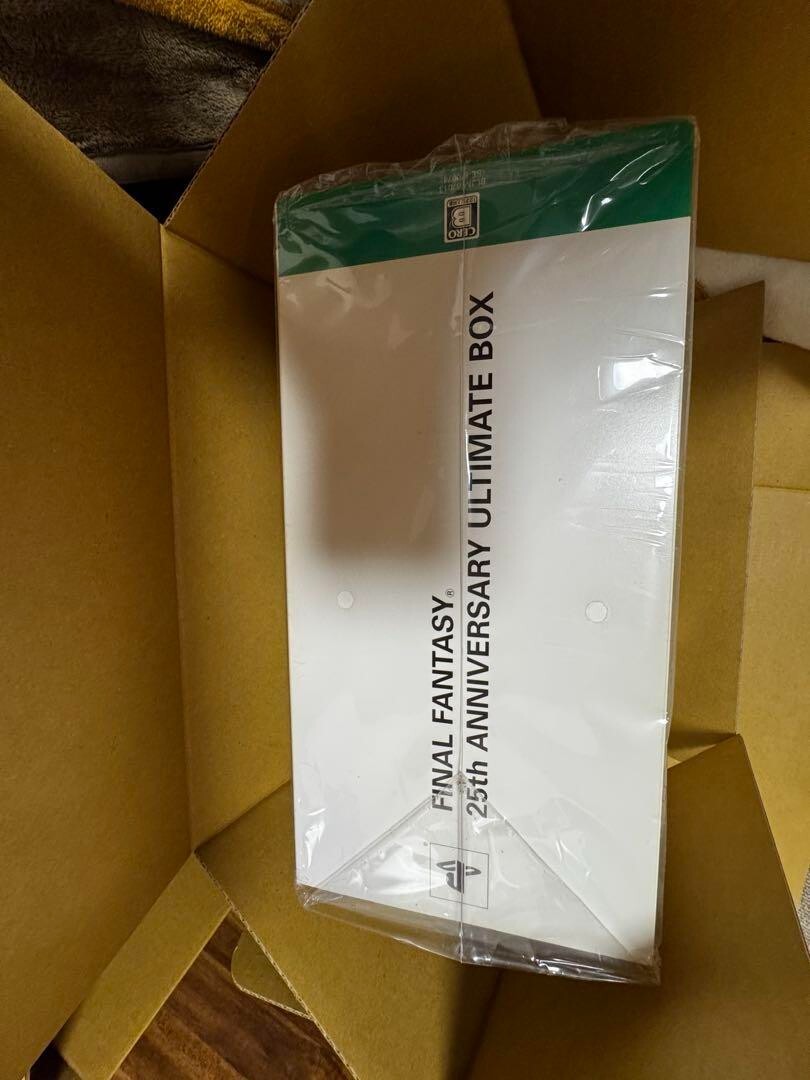 FINAL FANTASY®
25th ANNIVERSARY ULTIMATE BOX
B
CERO